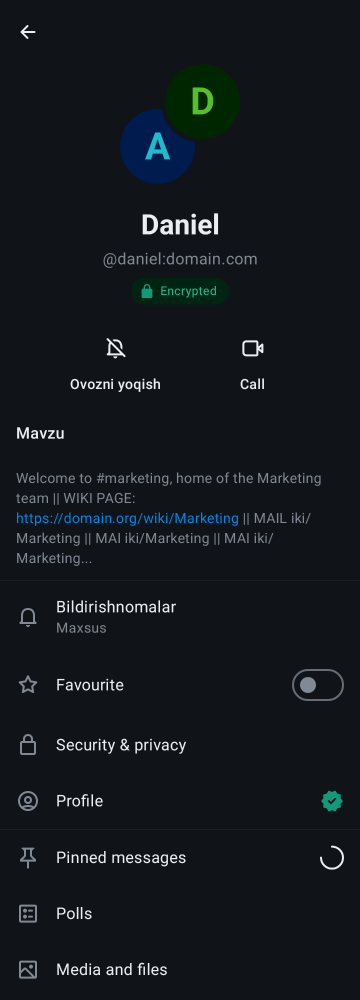 D
A
Daniel
@daniel:domain.com
Encrypted
Ovozni yoqish
Call
Mavzu
Welcome to #marketing, home of the Marketing
team || WIKI PAGE:
https://domain.org/wiki/Marketing || MAIL iki/
Marketing || MAI iki/Marketing || MAI iki/
Marketing...
Bildirishnomalar
Maxsus
Favourite
Security & privacy
Profile
Pinned messages
Polls
Media and files